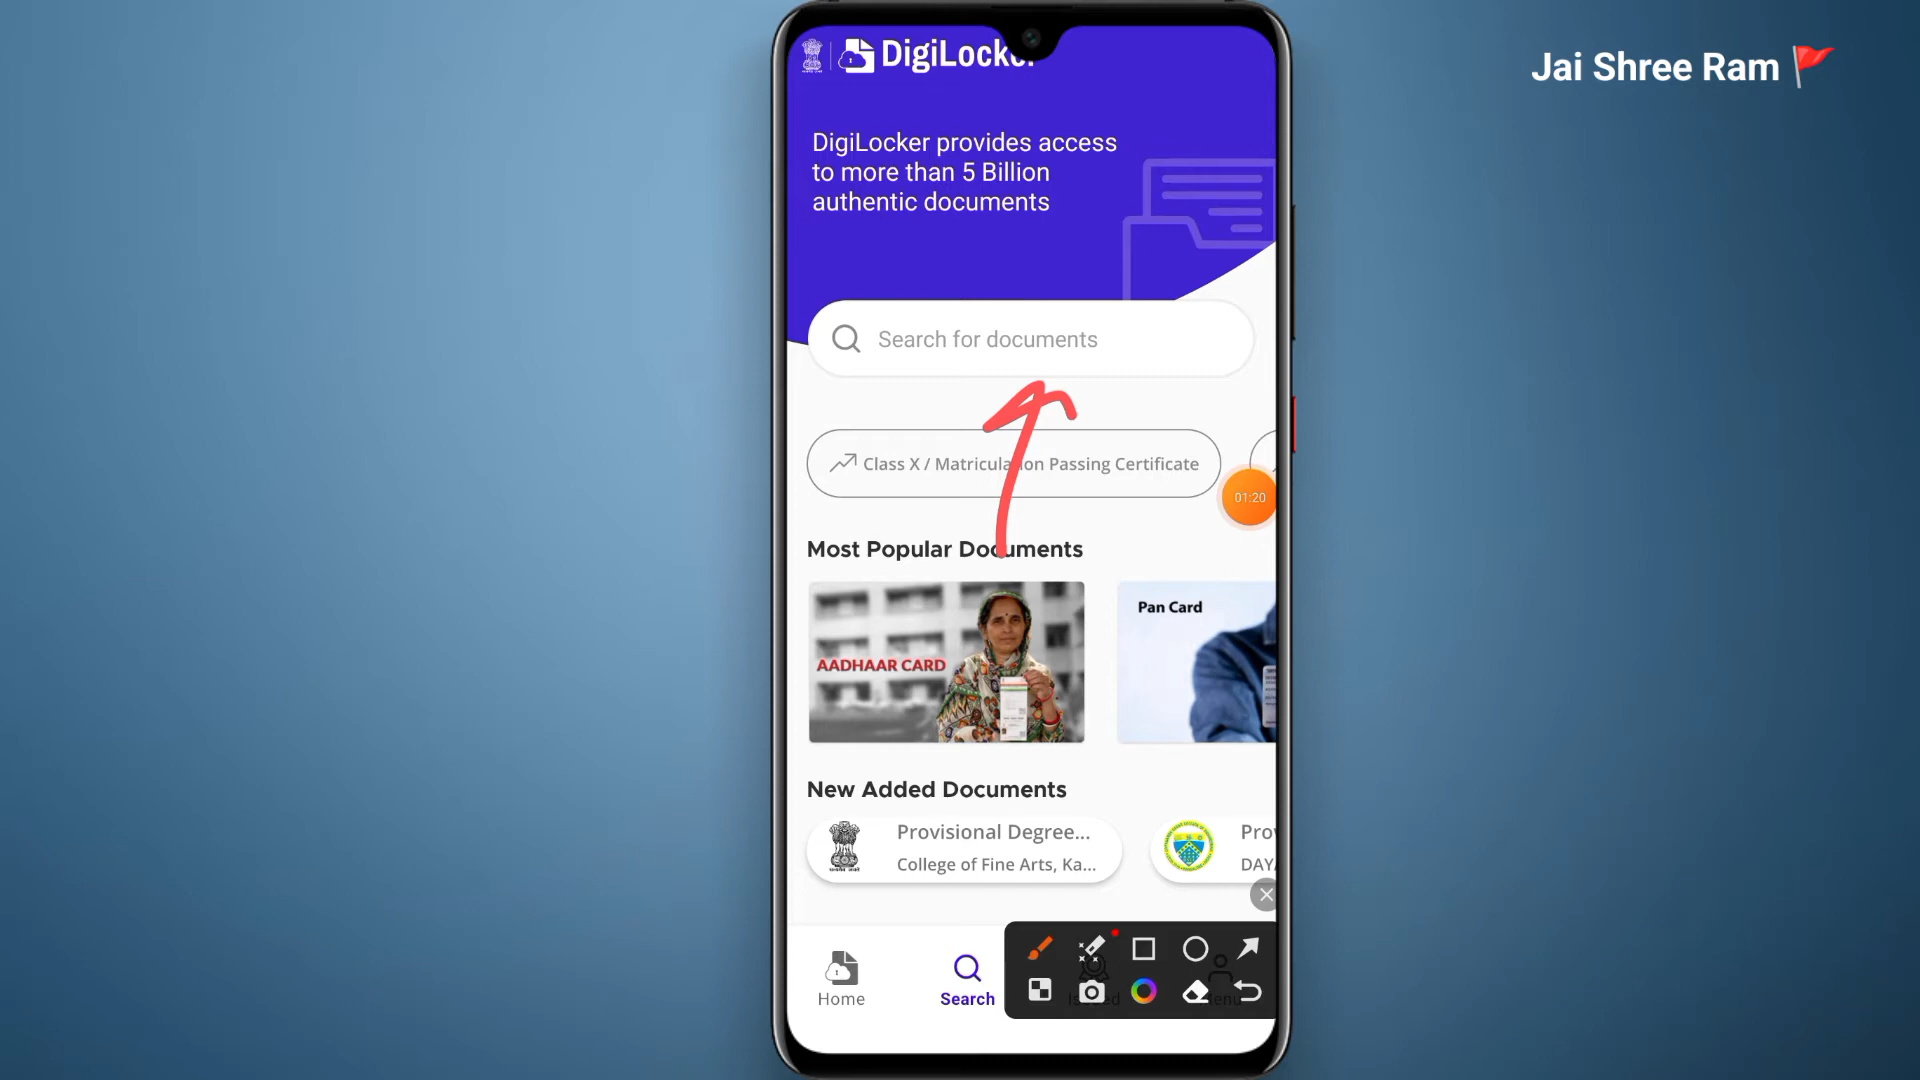 Jai Shree Ram
DigiLocker
DigiLocker provides access
to more than 5 Billion
authentic documents
Search for documents
Class X / Matriculation Passing Certificate
01:20
Most Popular Documents
AADHAAR CARD
Pan Card
New Added Documents
Provisional Degree...
College of Fine Arts, Ka...
Home
Search